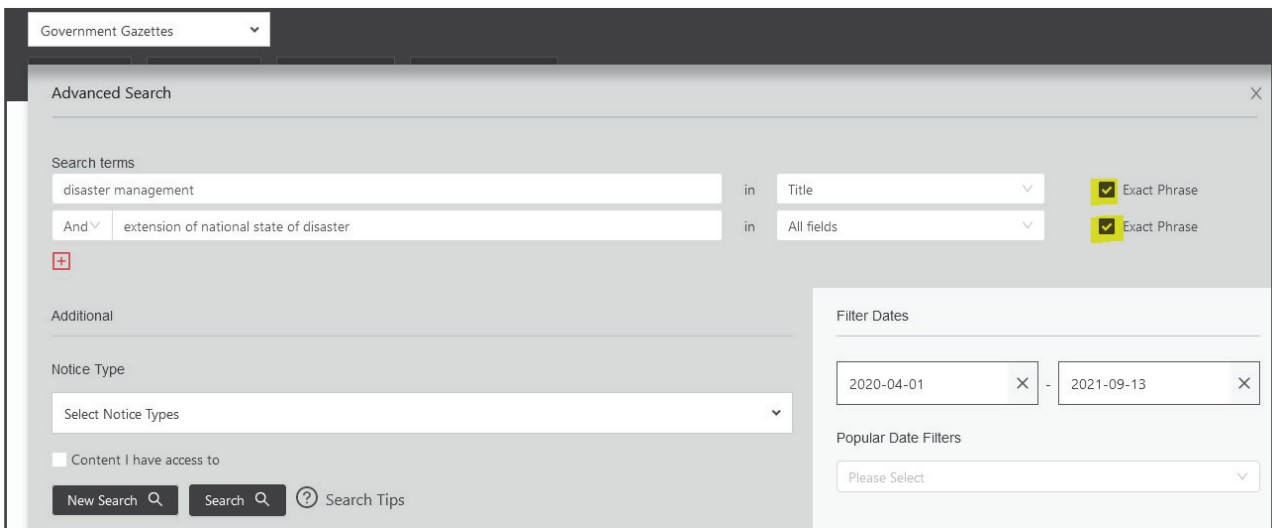 Government Gazettes
Advanced Search X
Search terms
disaster management in Title Exact Phrase
And extension of national state of disaster in All fields Exact Phrase
Additional
Filter Dates
Notice Type
2020-04-01 - 2021-09-13
Select Notice Types
Popular Date Filters
Content I have access to
Please Select
New Search Search ? Search Tips